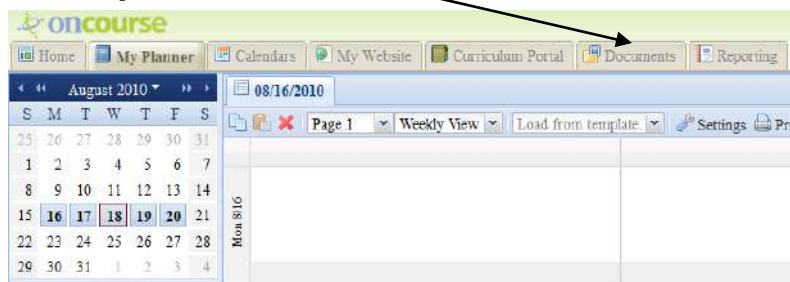 oncourse
Home My Planner Calendars My Website Curriculum Portal Documents Reporting
August 2010 08/16/2010
S M T W T F S Page 1 Weekly View Load from template. Settings
25 26 27 28 29 30 31
1 2 3 4 5 6 7
8 9 10 11 12 13 14
15 16 17 18 19 20 21
22 23 24 25 26 27 28
29 30 31 1 2 3 4
Mon 8/16